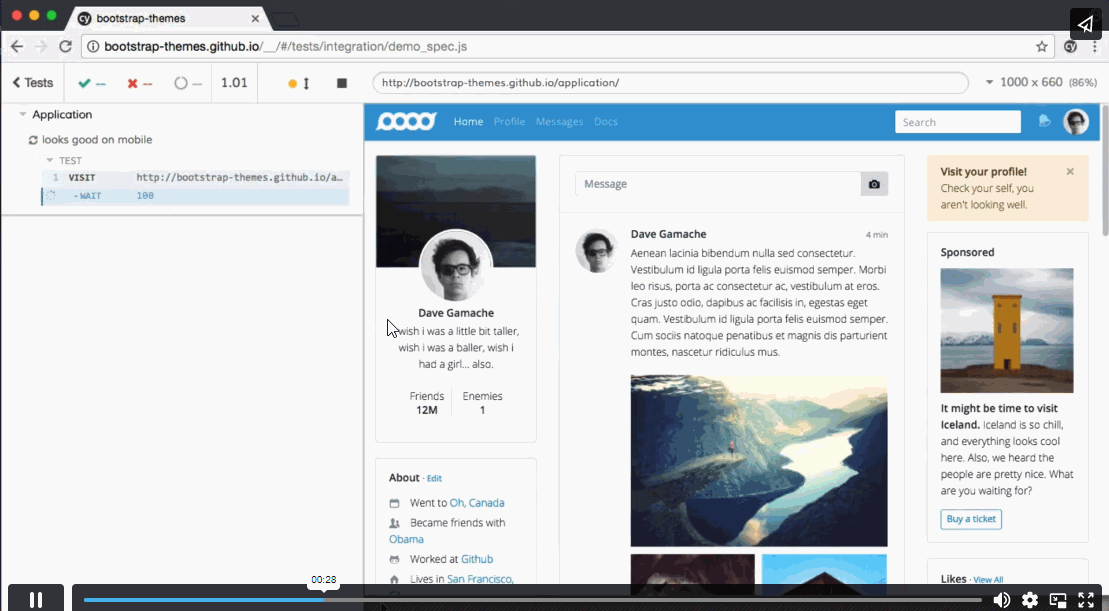 cy bootstrap-themes
bootstrap-themes.github.io/__/#/tests/integration/demo_spec.js
cy
Tests
--
--
--
1.01
http://bootstrap-themes.github.io/application/
1000 x 660 (86%)
Application
looks good on mobile
TEST
1 VISIT http://bootstrap-themes.github.io/a…
- WAIT 100
Home Profile Messages Docs
Search
Dave Gamache
wish i was a little bit taller,
wish i was a baller, wish i
had a girl… also.
Friends
12M
Enemies
1
About · Edit
Went to Oh, Canada
Became friends with
Obama
Worked at Github
Lives in San Francisco,
Message
Dave Gamache
4 min
Aenean lacinia bibendum nulla sed consectetur.
Vestibulum id ligula porta felis euismod semper. Morbi
leo risus, porta ac consectetur ac, vestibulum at eros.
Cras justo odio, dapibus ac facilisis in, egestas eget
quam. Vestibulum id ligula porta felis euismod semper.
Cum sociis natoque penatibus et magnis dis parturient
montes, nascetur ridiculus mus.
Visit your profile!
Check your self, you
aren't looking well.
Sponsored
It might be time to visit
Iceland. Iceland is so chill,
and everything looks cool
here. Also, we heard the
people are pretty nice. What
are you waiting for?
Buy a ticket
Likes · View All
00:28